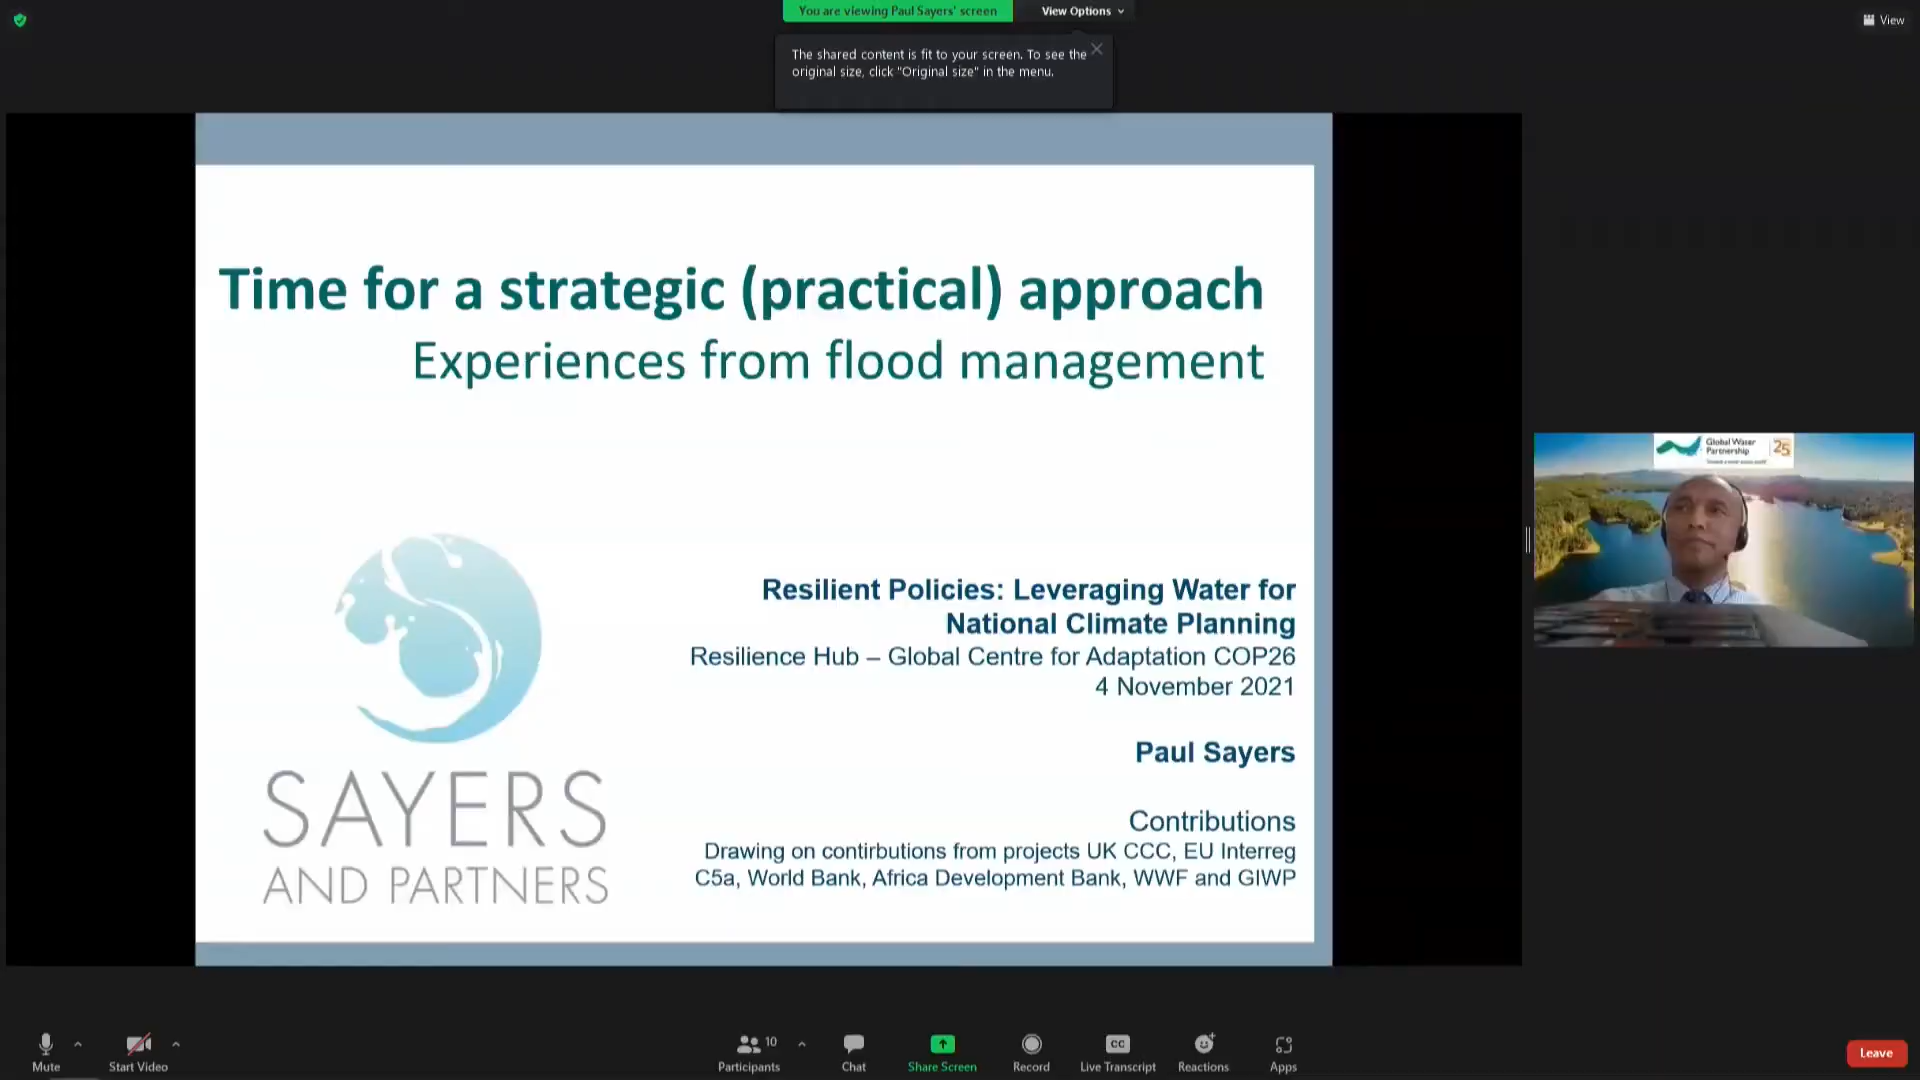 You are viewing Paul Sayers' screen
View Options
View
The shared content is fit to your screen. To see the
original size, click "Original size" in the menu.
Time for a strategic (practical) approach
Experiences from flood management
Global Water
Partnership
25
Resilient Policies: Leveraging Water for
National Climate Planning
Resilience Hub – Global Centre for Adaptation COP26
4 November 2021
Paul Sayers
SAYERS
AND PARTNERS
Contributions
Drawing on contirbutions from projects UK CCC, EU Interreg
C5a, World Bank, Africa Development Bank, WWF and GIWP
Mute
Start Video
10
Participants
Chat
Share Screen
Record
CC
Live Transcript
Reactions
Apps
Leave